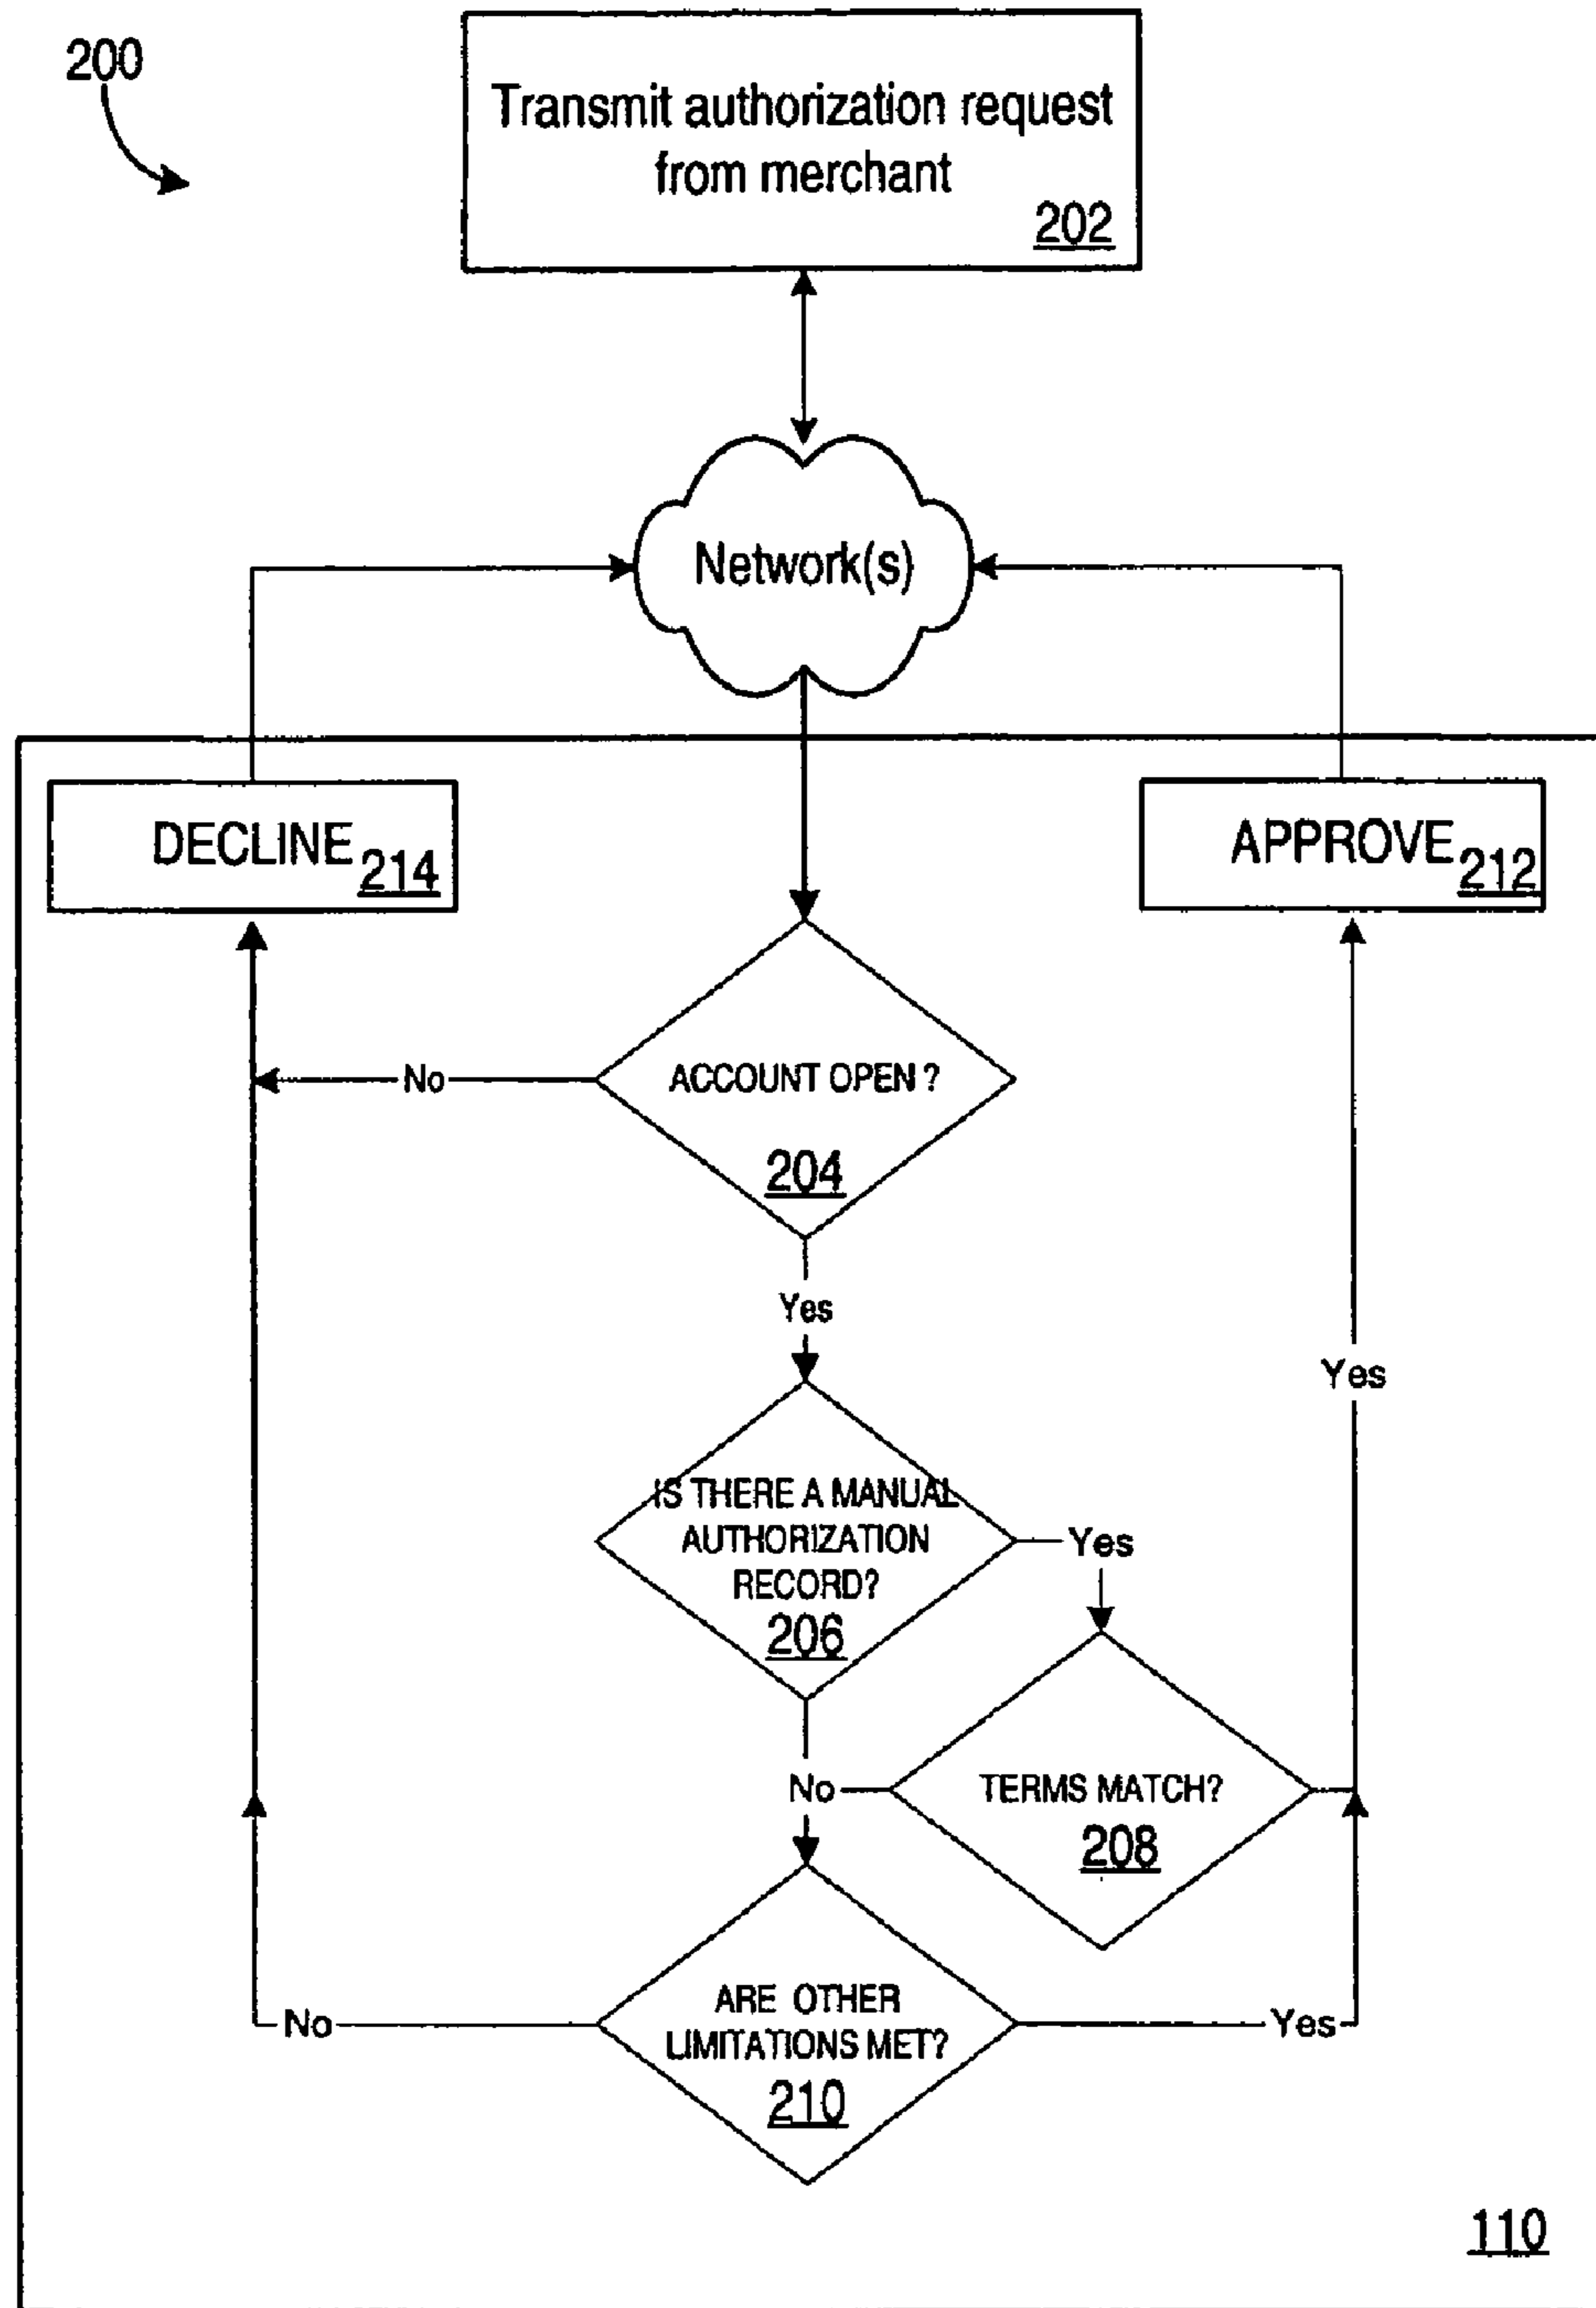 200
Transmit authorization request
from merchant
202
Network(s)
DECLINE 214
APPROVE 212
No
ACCOUNT OPEN ?
204
Yes
Yes
IS THERE A MANUAL
AUTHORIZATION
RECORD?
206
Yes
No
TERMS MATCH?
208
No
ARE OTHER
LIMITATIONS MET?
210
Yes
110